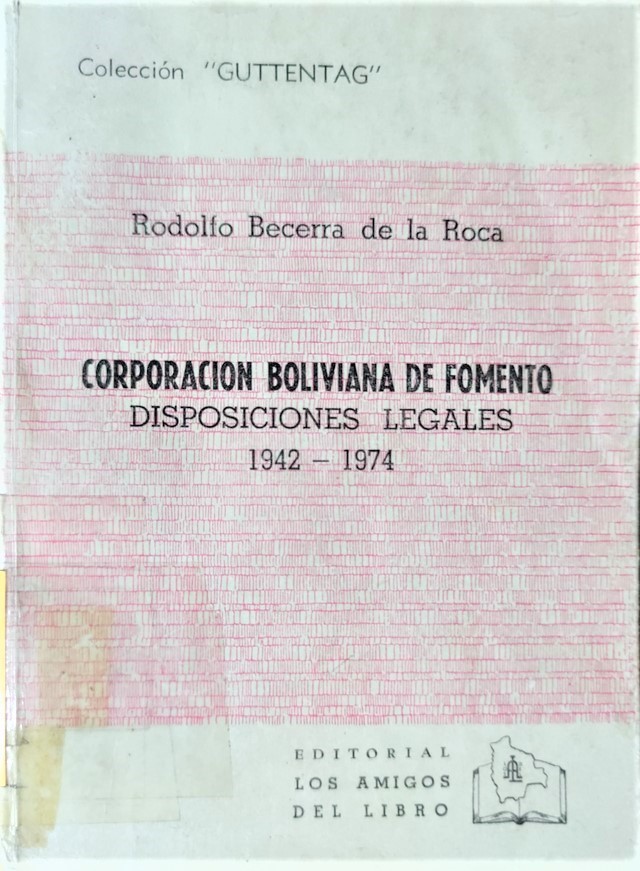 Colección "GUTTENTAG"
Rodolfo Becerra de la Roca
CORPORACION BOLIVIANA DE FOMENTO
DISPOSICIONES LEGALES
1942 – 1974
EDITORIAL
LOS AMIGOS
DEL LIBRO